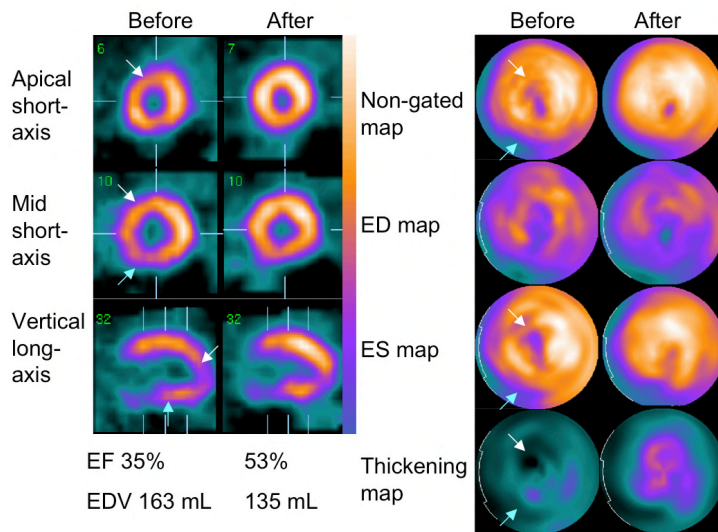 Before After
6 7
Apical
short-
axis
10 10
Mid
short-
axis
32 32
Vertical
long-
axis
EF 35% 53%
EDV 163 mL 135 mL
Before After
Non-gated
map
ED map
ES map
Thickening
map